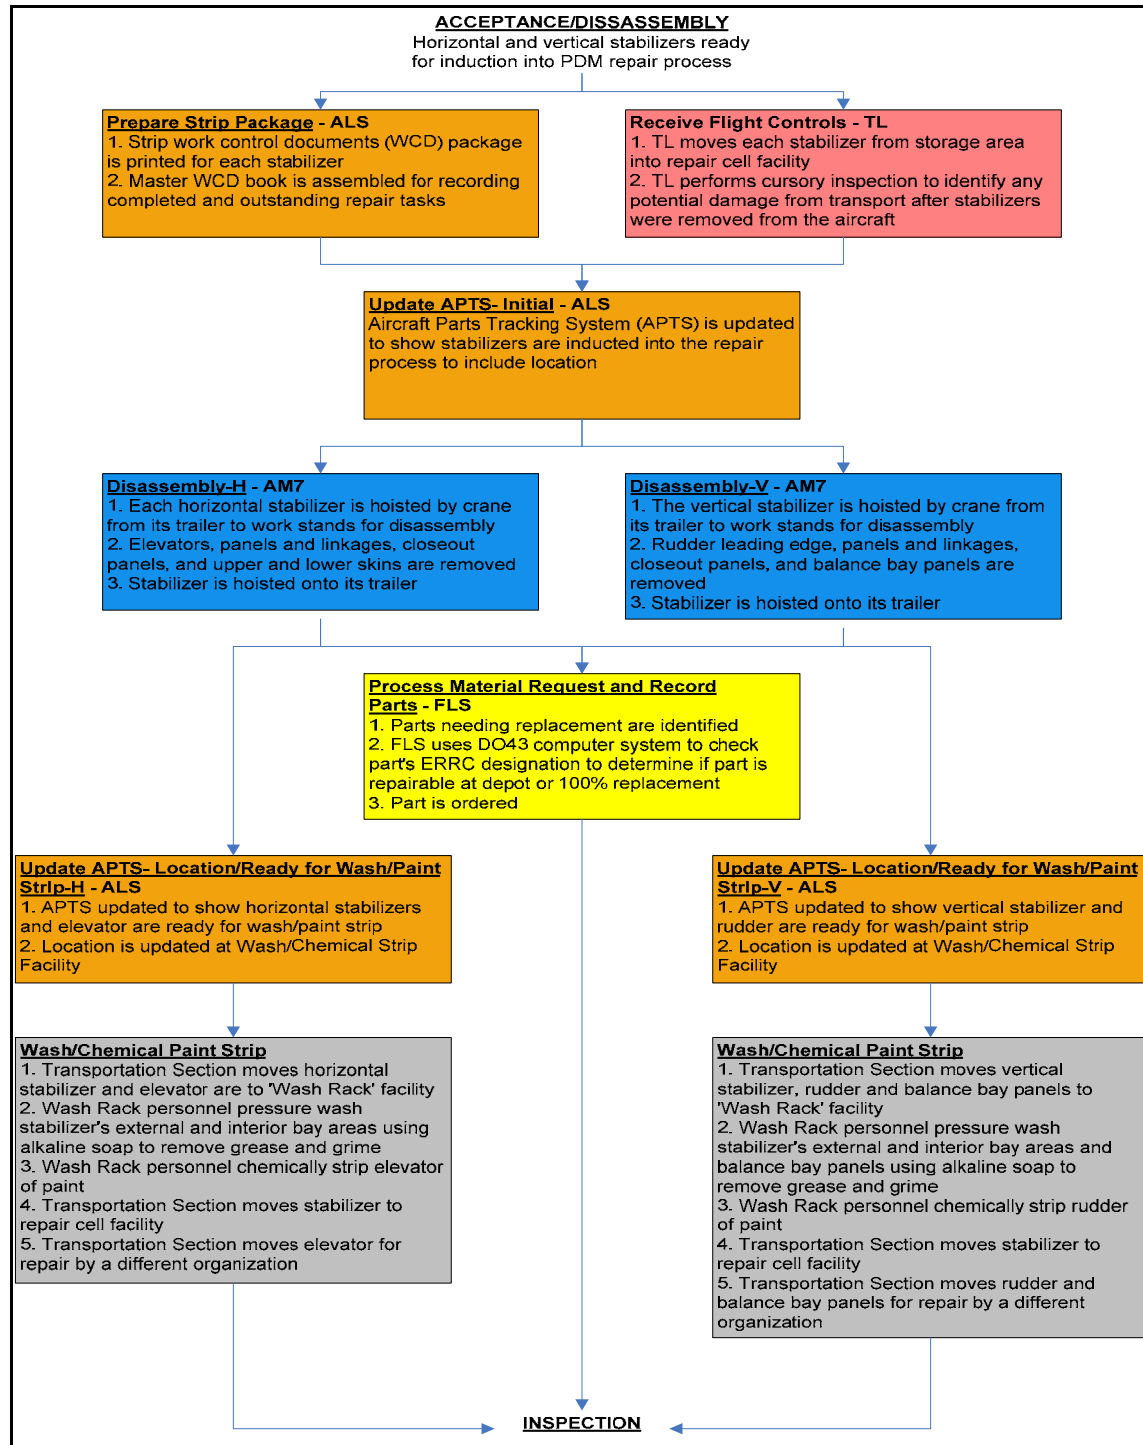 ACCEPTANCE/DISSASSEMBLY
Horizontal and vertical stabilizers ready
for induction into PDM repair process
Prepare Strip Package - ALS
1. Strip work control documents (WCD) package
is printed for each stabilizer
2. Master WCD book is assembled for recording
completed and outstanding repair tasks
Receive Flight Controls - TL
1. TL moves each stabilizer from storage area
into repair cell facility
2. TL performs cursory inspection to identify any
potential damage from transport after stabilizers
were removed from the aircraft
Update APTS- Initial - ALS
Aircraft Parts Tracking System (APTS) is updated
to show stabilizers are inducted into the repair
process to include location
Disassembly-H - AM7
1. Each horizontal stabilizer is hoisted by crane
from its trailer to work stands for disassembly
2. Elevators, panels and linkages, closeout
panels, and upper and lower skins are removed
3. Stabilizer is hoisted onto its trailer
Disassembly-V - AM7
1. The vertical stabilizer is hoisted by crane from
its trailer to work stands for disassembly
2. Rudder leading edge, panels and linkages,
closeout panels, and balance bay panels are
removed
3. Stabilizer is hoisted onto its trailer
Process Material Request and Record
Parts - FLS
1. Parts needing replacement are identified
2. FLS uses DO43 computer system to check
part's ERRC designation to determine if part is
repairable at depot or 100% replacement
3. Part is ordered
Update APTS- Location/Ready for Wash/Paint
Strip-H - ALS
1. APTS updated to show horizontal stabilizers
and elevator are ready for wash/paint strip
2. Location is updated at Wash/Chemical Strip
Facility
Update APTS- Location/Ready for Wash/Paint
Strip-V - ALS
1. APTS updated to show vertical stabilizer and
rudder are ready for wash/paint strip
2. Location is updated at Wash/Chemical Strip
Facility
Wash/Chemical Paint Strip
1. Transportation Section moves horizontal
stabilizer and elevator are to 'Wash Rack' facility
2. Wash Rack personnel pressure wash
stabilizer's external and interior bay areas using
alkaline soap to remove grease and grime
3. Wash Rack personnel chemically strip elevator
of paint
4. Transportation Section moves stabilizer to
repair cell facility
5. Transportation Section moves elevator for
repair by a different organization
Wash/Chemical Paint Strip
1. Transportation Section moves vertical
stabilizer, rudder and balance bay panels to
'Wash Rack' facility
2. Wash Rack personnel pressure wash
stabilizer's external and interior bay areas and
balance bay panels using alkaline soap to
remove grease and grime
3. Wash Rack personnel chemically strip rudder
of paint
4. Transportation Section moves stabilizer to
repair cell facility
5. Transportation Section moves rudder and
balance bay panels for repair by a different
organization
INSPECTION